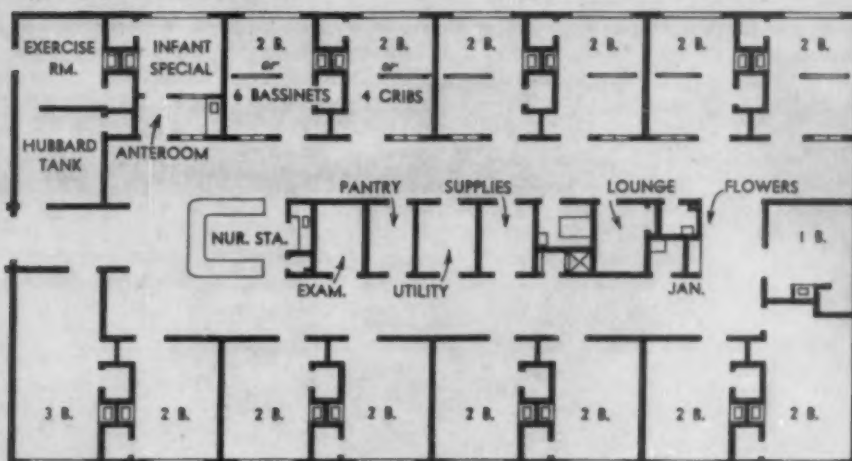 EXERCISE RM.
INFANT SPECIAL
2 B. or 6 BASSINETS
2 B. or 4 CRIBS
2 B.
2 B.
2 B.
2 B.
HUBBARD TANK
ANTEROOM
PANTRY
SUPPLIES
LOUNGE
FLOWERS
NUR. STA.
1 B.
EXAM.
UTILITY
JAN.
3 B.
2 B.
2 B.
2 B.
2 B.
2 B.
2 B.
2 B.